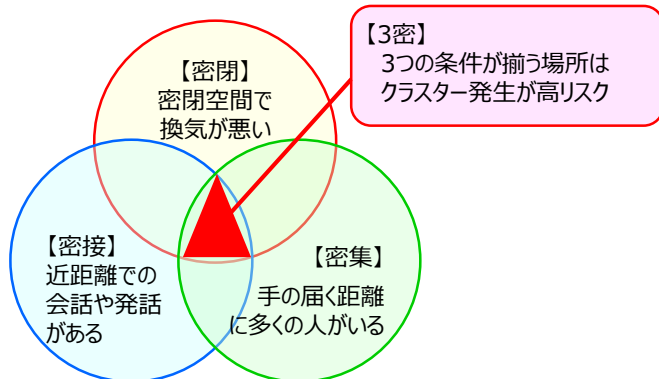 【3密】
3つの条件が揃う場所は
クラスター発生が高リスク
【密閉】
密閉空間で
換気が悪い
【密接】
近距離での
会話や発話
がある
【密集】
手の届く距離
に多くの人がいる